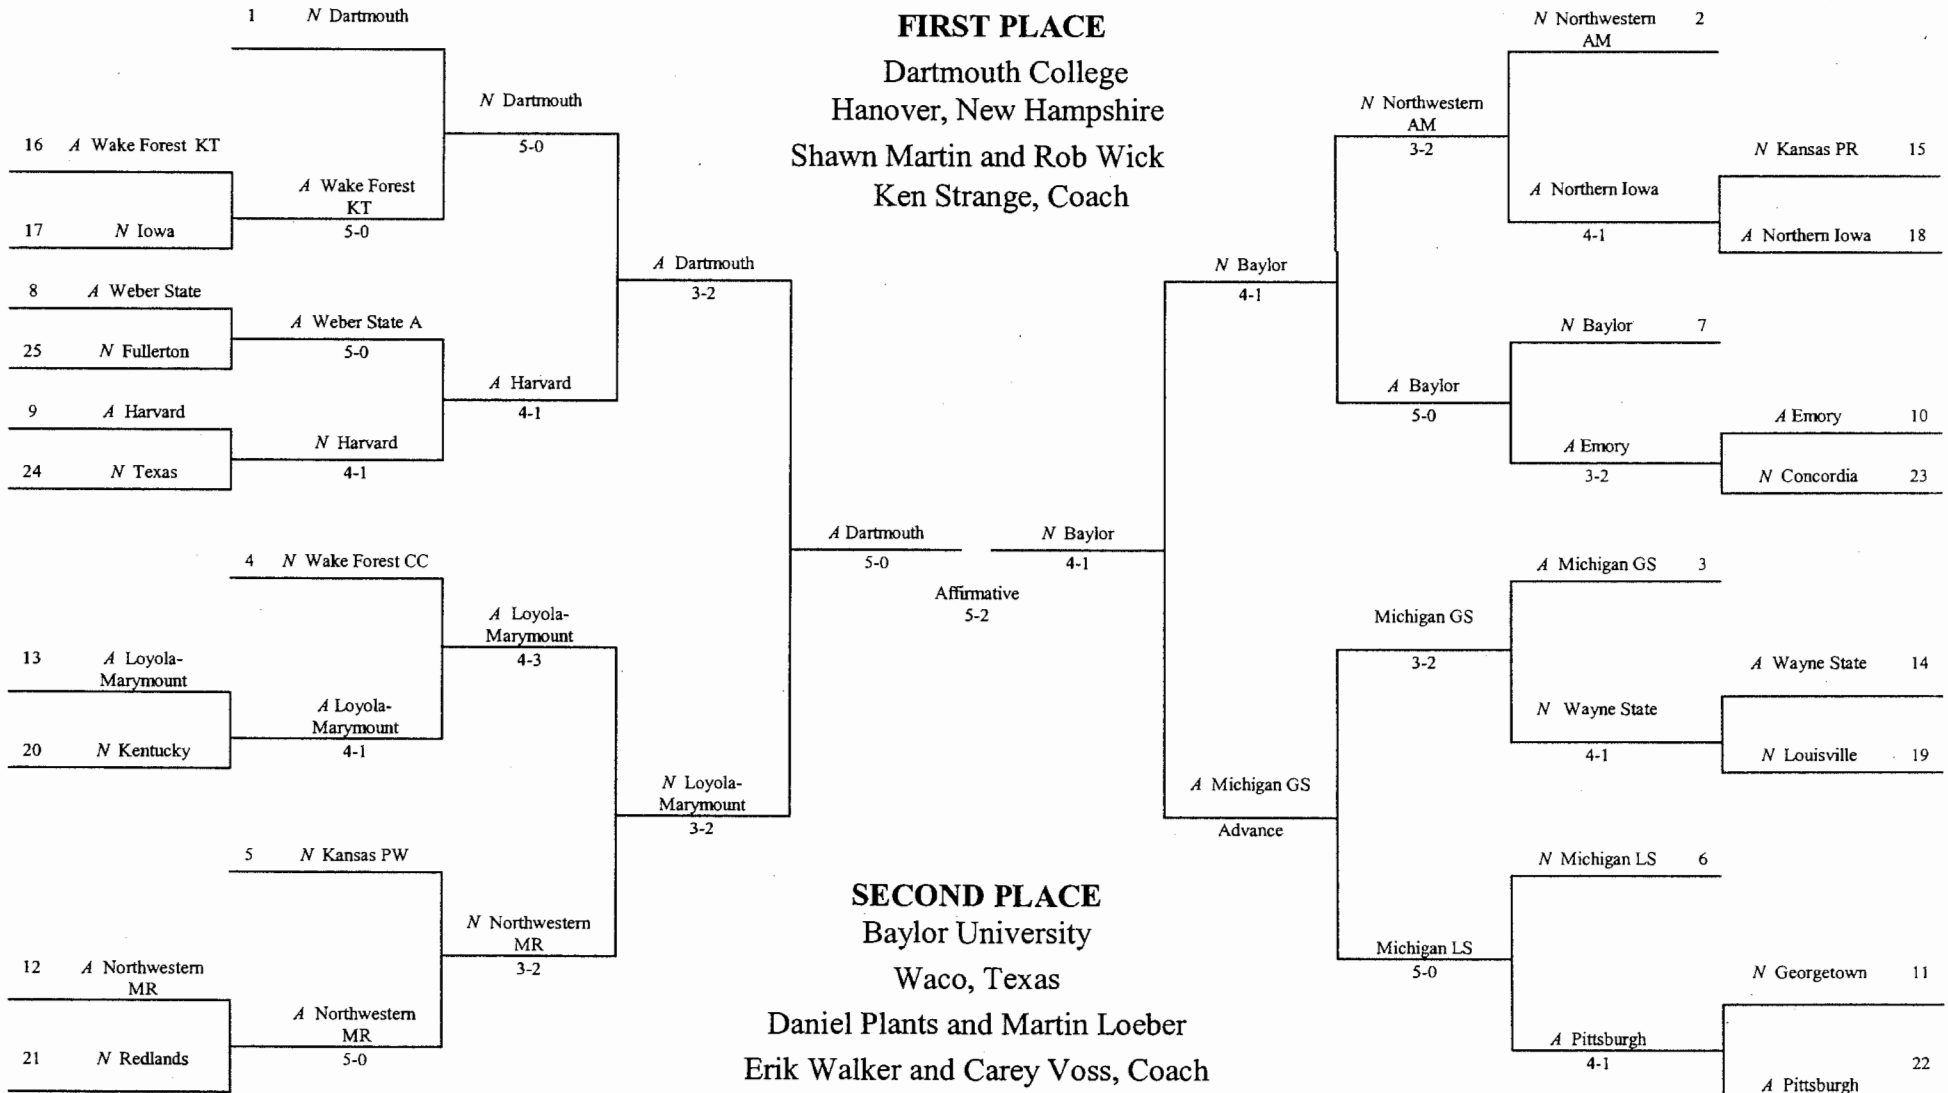 1 N Dartmouth
N Dartmouth
5-0
16 A Wake Forest KT
A Wake Forest
KT
5-0
17 N Iowa
8 A Weber State
A Weber State A
5-0
25 N Fullerton
A Harvard
4-1
9 A Harvard
N Harvard
4-1
24 N Texas
A Dartmouth
3-2
4 N Wake Forest CC
A Loyola-
Marymount
4-3
13 A Loyola-
Marymount
A Loyola-
Marymount
4-1
20 N Kentucky
N Loyola-
Marymount
3-2
5 N Kansas PW
N Northwestern
MR
3-2
12 A Northwestern
MR
A Northwestern
MR
5-0
21 N Redlands
FIRST PLACE
Dartmouth College
Hanover, New Hampshire
Shawn Martin and Rob Wick
Ken Strange, Coach
A Dartmouth
5-0
Affirmative
5-2
N Baylor
4-1
SECOND PLACE
Baylor University
Waco, Texas
Daniel Plants and Martin Loeber
Erik Walker and Carey Voss, Coach
N Northwestern 2
AM
N Northwestern
AM
3-2
N Kansas PR 15
A Northern Iowa
4-1
A Northern Iowa 18
N Baylor
4-1
N Baylor 7
A Baylor
5-0
A Emory 10
A Emory
3-2
N Concordia 23
A Michigan GS 3
Michigan GS
3-2
A Wayne State 14
N Wayne State
4-1
N Louisville 19
A Michigan GS
Advance
N Michigan LS 6
Michigan LS
5-0
N Georgetown 11
A Pittsburgh
4-1
22
A Pittsburgh